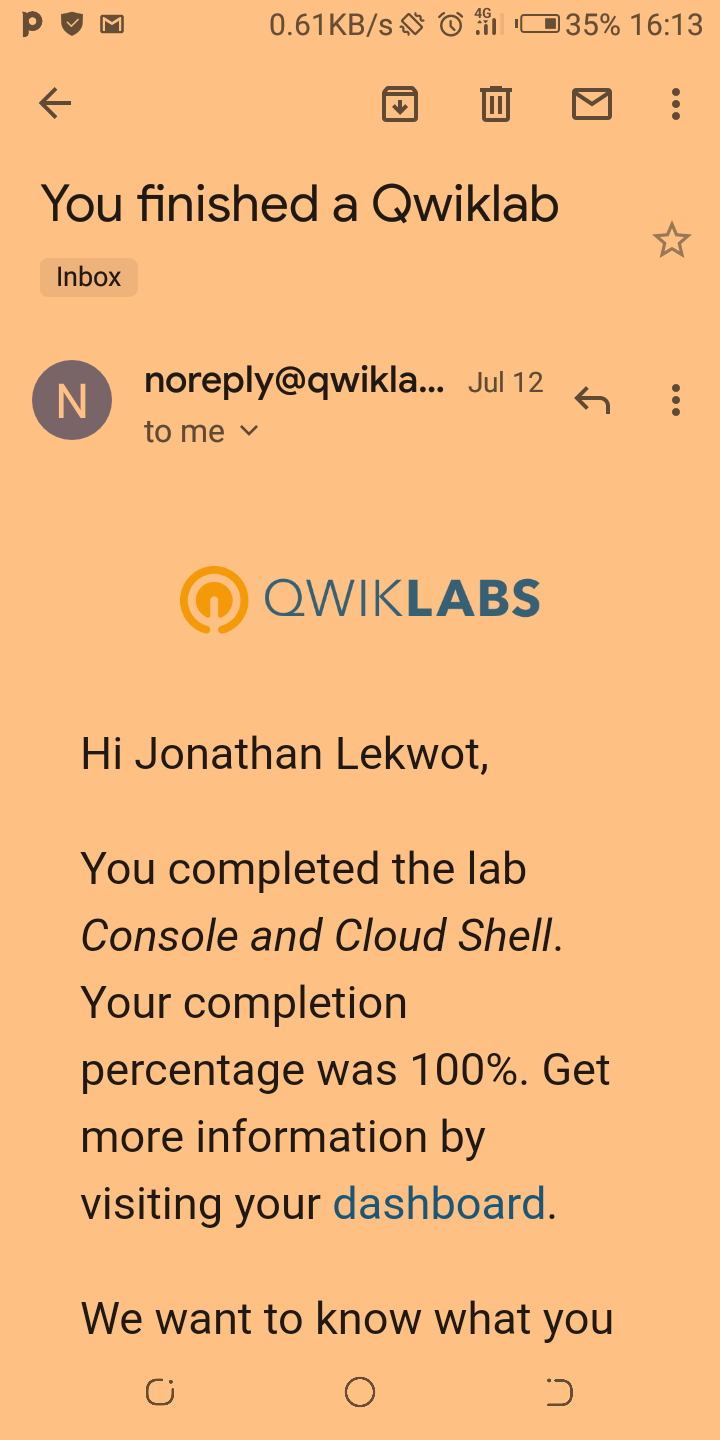 0.61KB/s 4G 35% 16:13
You finished a Qwiklab
Inbox
N
noreply@qwikla... Jul 12
to me
QWIKLABS
Hi Jonathan Lekwot,
You completed the lab
Console and Cloud Shell.
Your completion
percentage was 100%. Get
more information by
visiting your dashboard.
We want to know what you